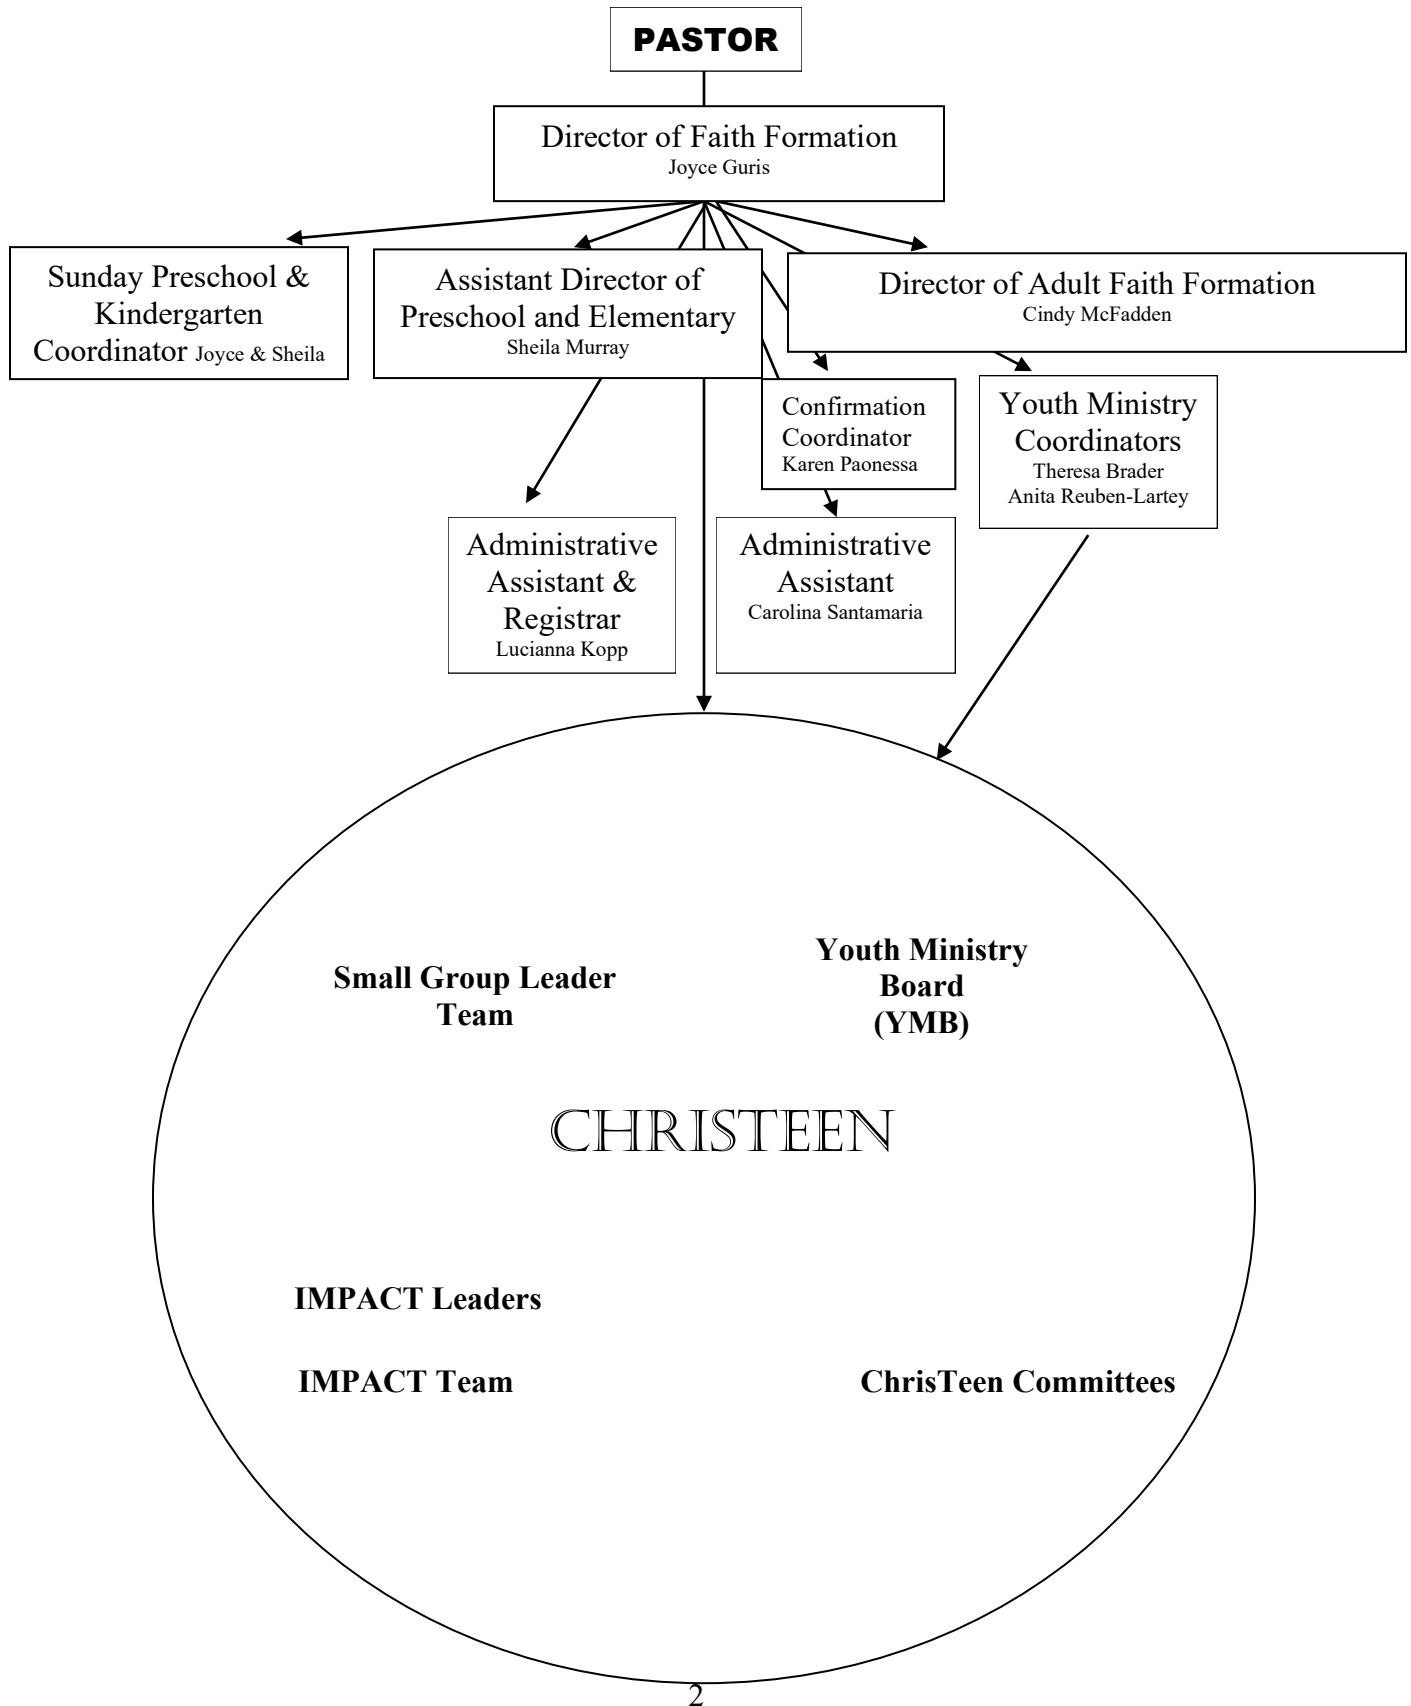 PASTOR
Director of Faith Formation
Joyce Guris
Sunday Preschool &
Kindergarten
Coordinator Joyce & Sheila
Assistant Director of
Preschool and Elementary
Sheila Murray
Director of Adult Faith Formation
Cindy McFadden
Confirmation
Coordinator
Karen Paonessa
Youth Ministry
Coordinators
Theresa Brader
Anita Reuben-Lartey
Administrative
Assistant &
Registrar
Lucianna Kopp
Administrative
Assistant
Carolina Santamaria
Small Group Leader
Team
Youth Ministry
Board
(YMB)
CHRISTEEN
IMPACT Leaders
IMPACT Team
ChrisTeen Committees
2